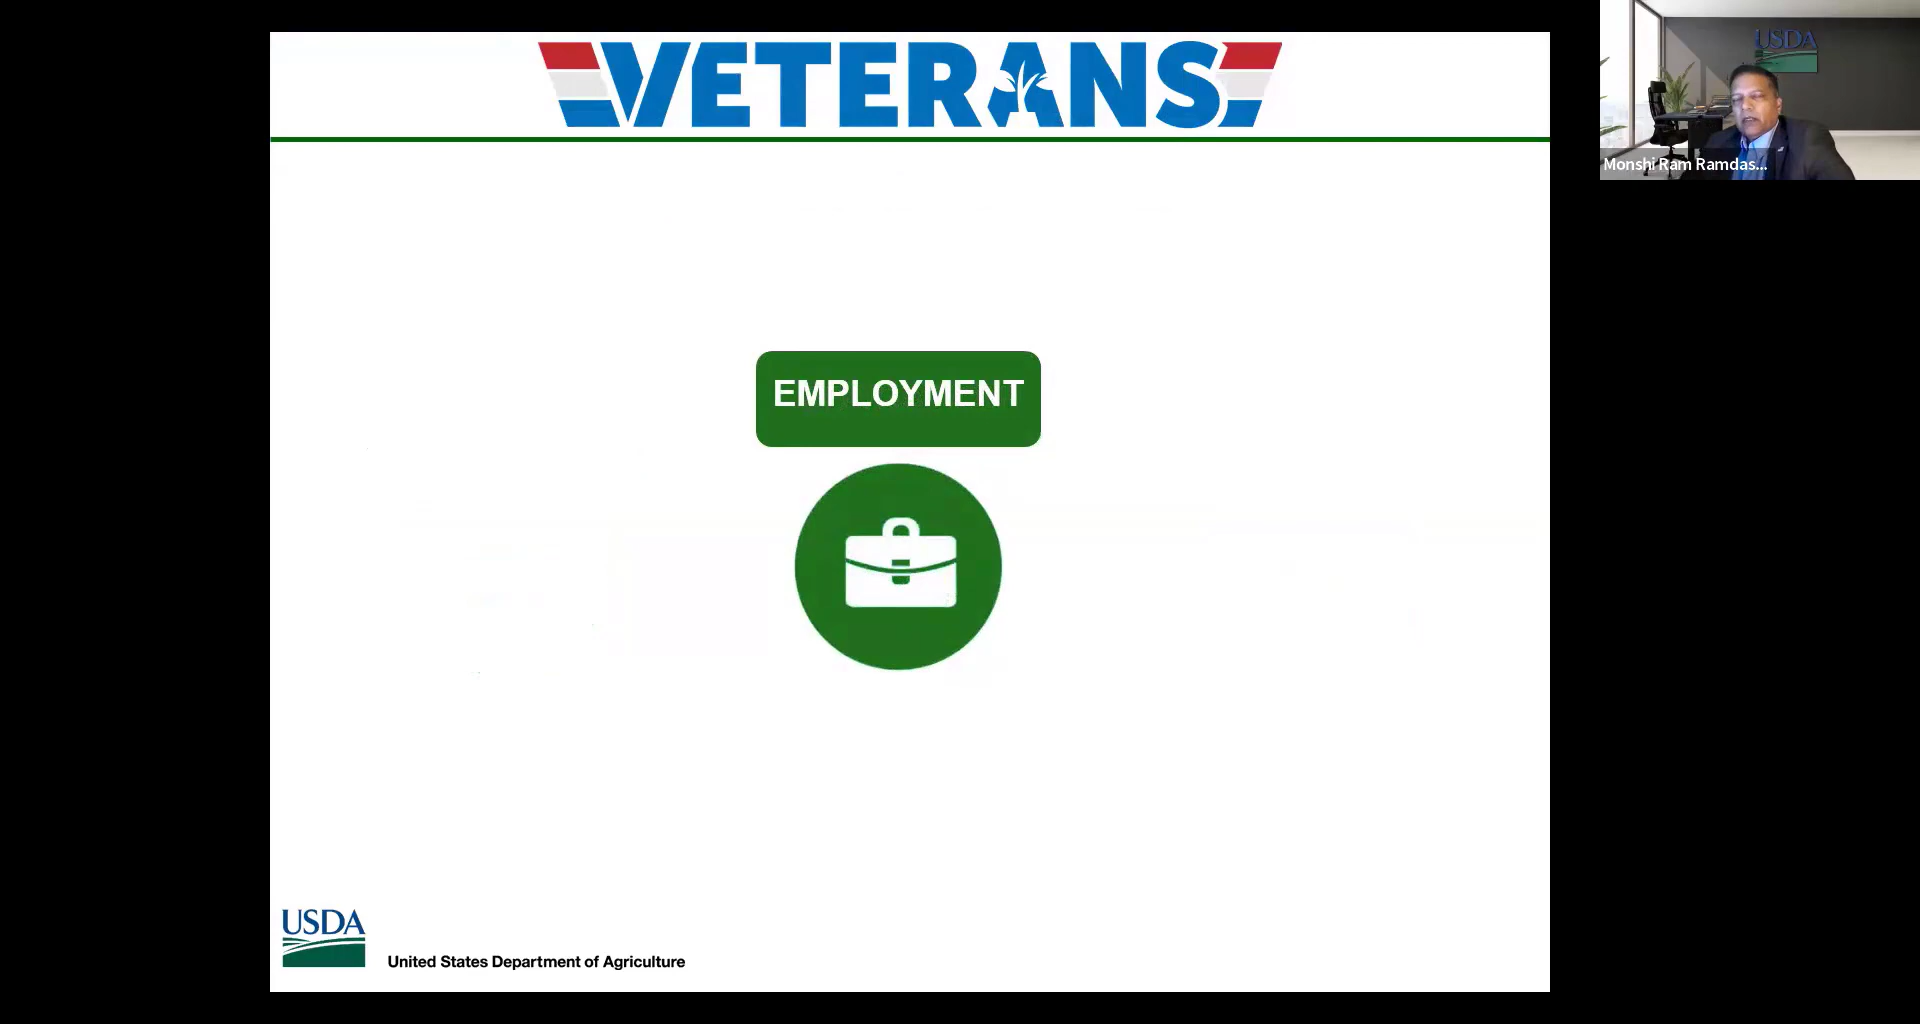 VETERANS
USDA
Monshi Ram Ramdas...
EMPLOYMENT
USDA
United States Department of Agriculture